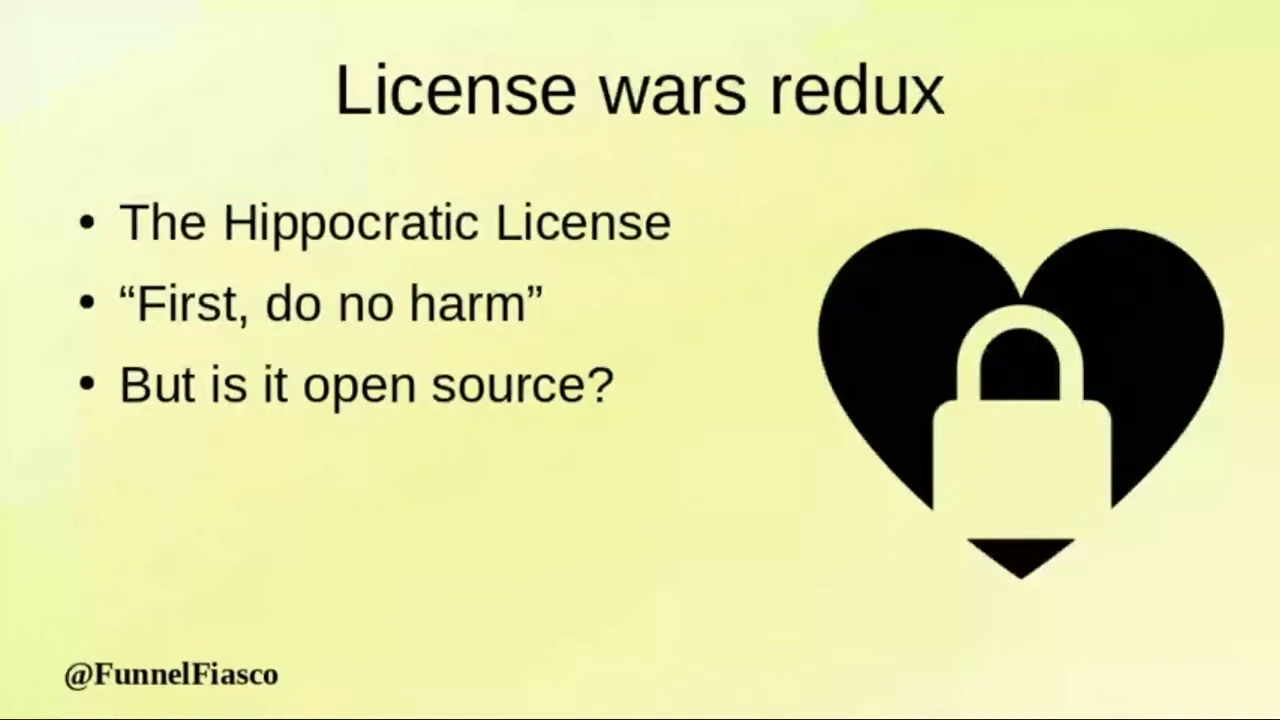 License wars redux
• The Hippocratic License
• “First, do no harm”
• But is it open source?
@FunnelFiasco